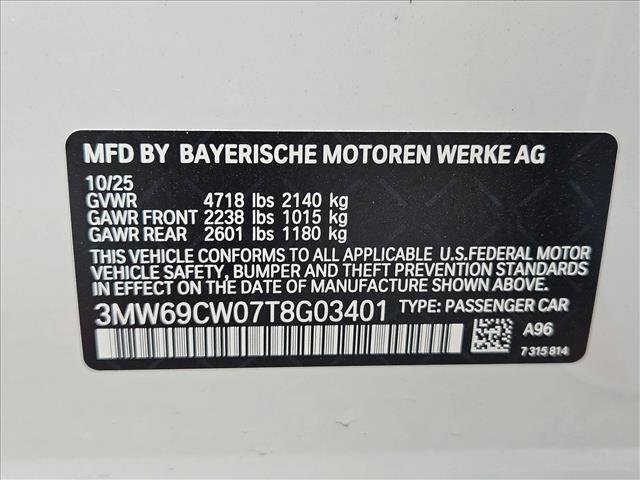 MFD BY BAYERISCHE MOTOREN WERKE AG
10/25
GVWR 4718 lbs 2140 kg
GAWR FRONT 2238 lbs 1015 kg
GAWR REAR 2601 lbs 1180 kg
THIS VEHICLE CONFORMS TO ALL APPLICABLE U.S.FEDERAL MOTOR
VEHICLE SAFETY, BUMPER AND THEFT PREVENTION STANDARDS
IN EFFECT ON THE DATE OF MANUFACTURE SHOWN ABOVE.
3MW69CW07T8G03401 TYPE: PASSENGER CAR
A96
7 315 814